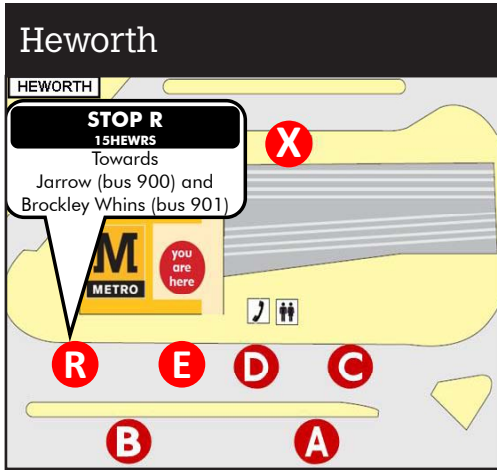 Heworth
HEWORTH
STOP R
15HEWRS
Towards
Jarrow (bus 900) and
Brockley Whins (bus 901)
X
M
METRO
you
are
here
R
E
D
C
B
A